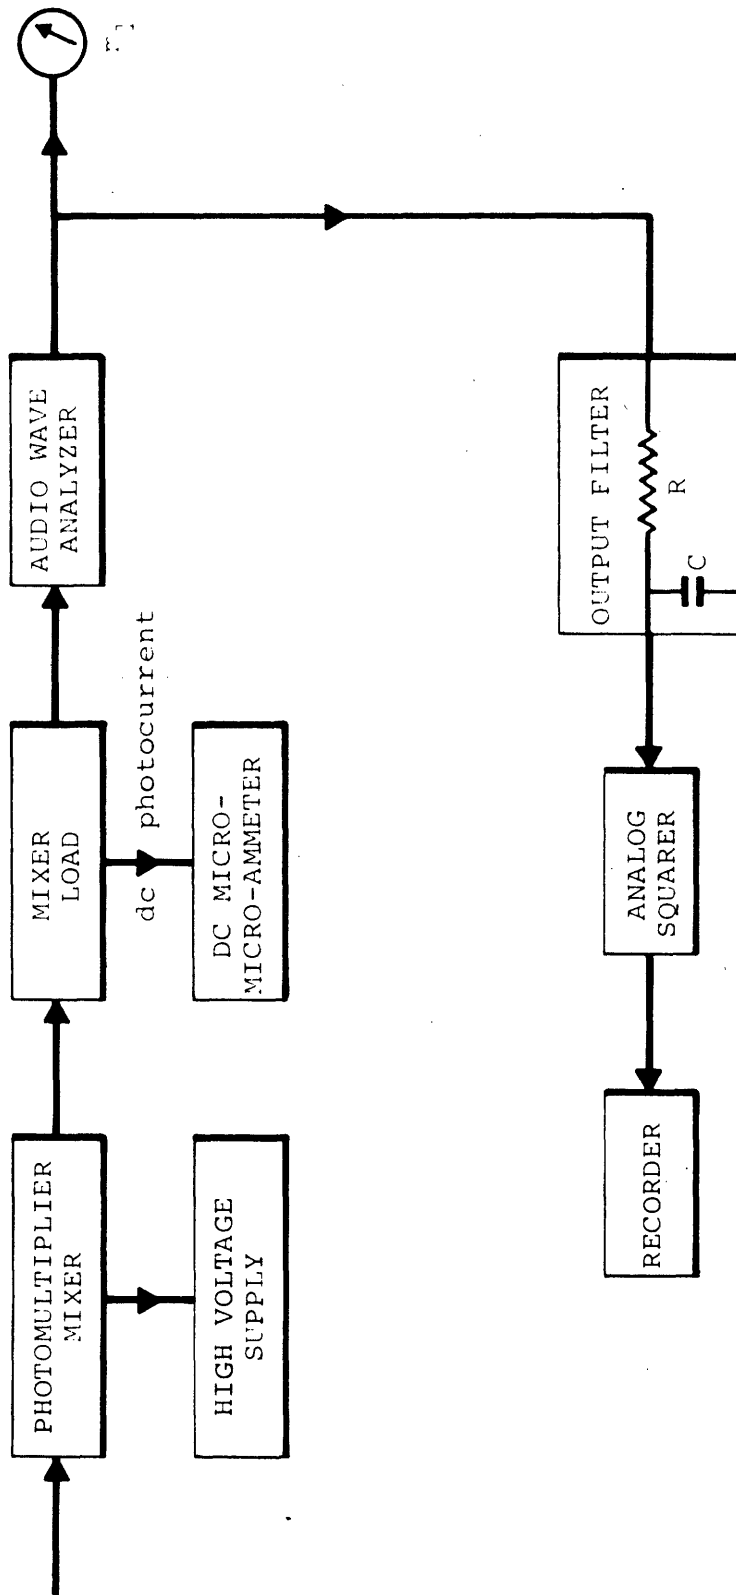 PHOTOMULTIPLIER
MIXER
HIGH VOLTAGE
SUPPLY
MIXER
LOAD
dc photocurrent
DC MICRO-
MICRO-AMMETER
AUDIO WAVE
ANALYZER
OUTPUT FILTER
R
C
ANALOG
SQUARER
RECORDER